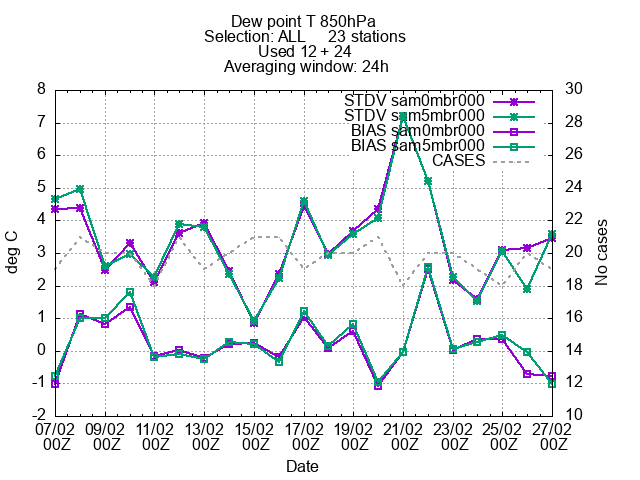 Dew point T 850hPa
Selection: ALL 23 stations
Used 12 + 24
Averaging window: 24h
STDV sam0mbr000
STDV sam5mbr000
BIAS sam0mbr000
BIAS sam5mbr000
CASES
deg C
8
7
6
5
4
3
2
1
0
-1
-2
30
28
26
24
22
20
18
16
14
12
10
No cases
07/02 09/02 11/02 13/02 15/02 17/02 19/02 21/02 23/02 25/02 27/02
00Z 00Z 00Z 00Z 00Z 00Z 00Z 00Z 00Z 00Z 00Z
Date